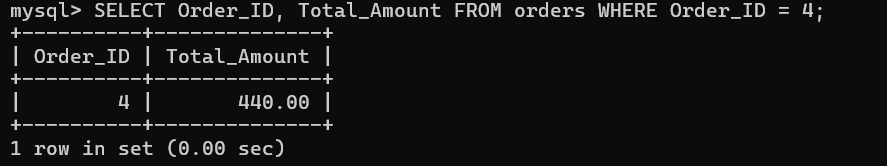 mysql> SELECT Order_ID, Total_Amount FROM orders WHERE Order_ID = 4;
+----------+--------------+
| Order_ID | Total_Amount |
+----------+--------------+
|        4 |       440.00 |
+----------+--------------+
1 row in set (0.00 sec)